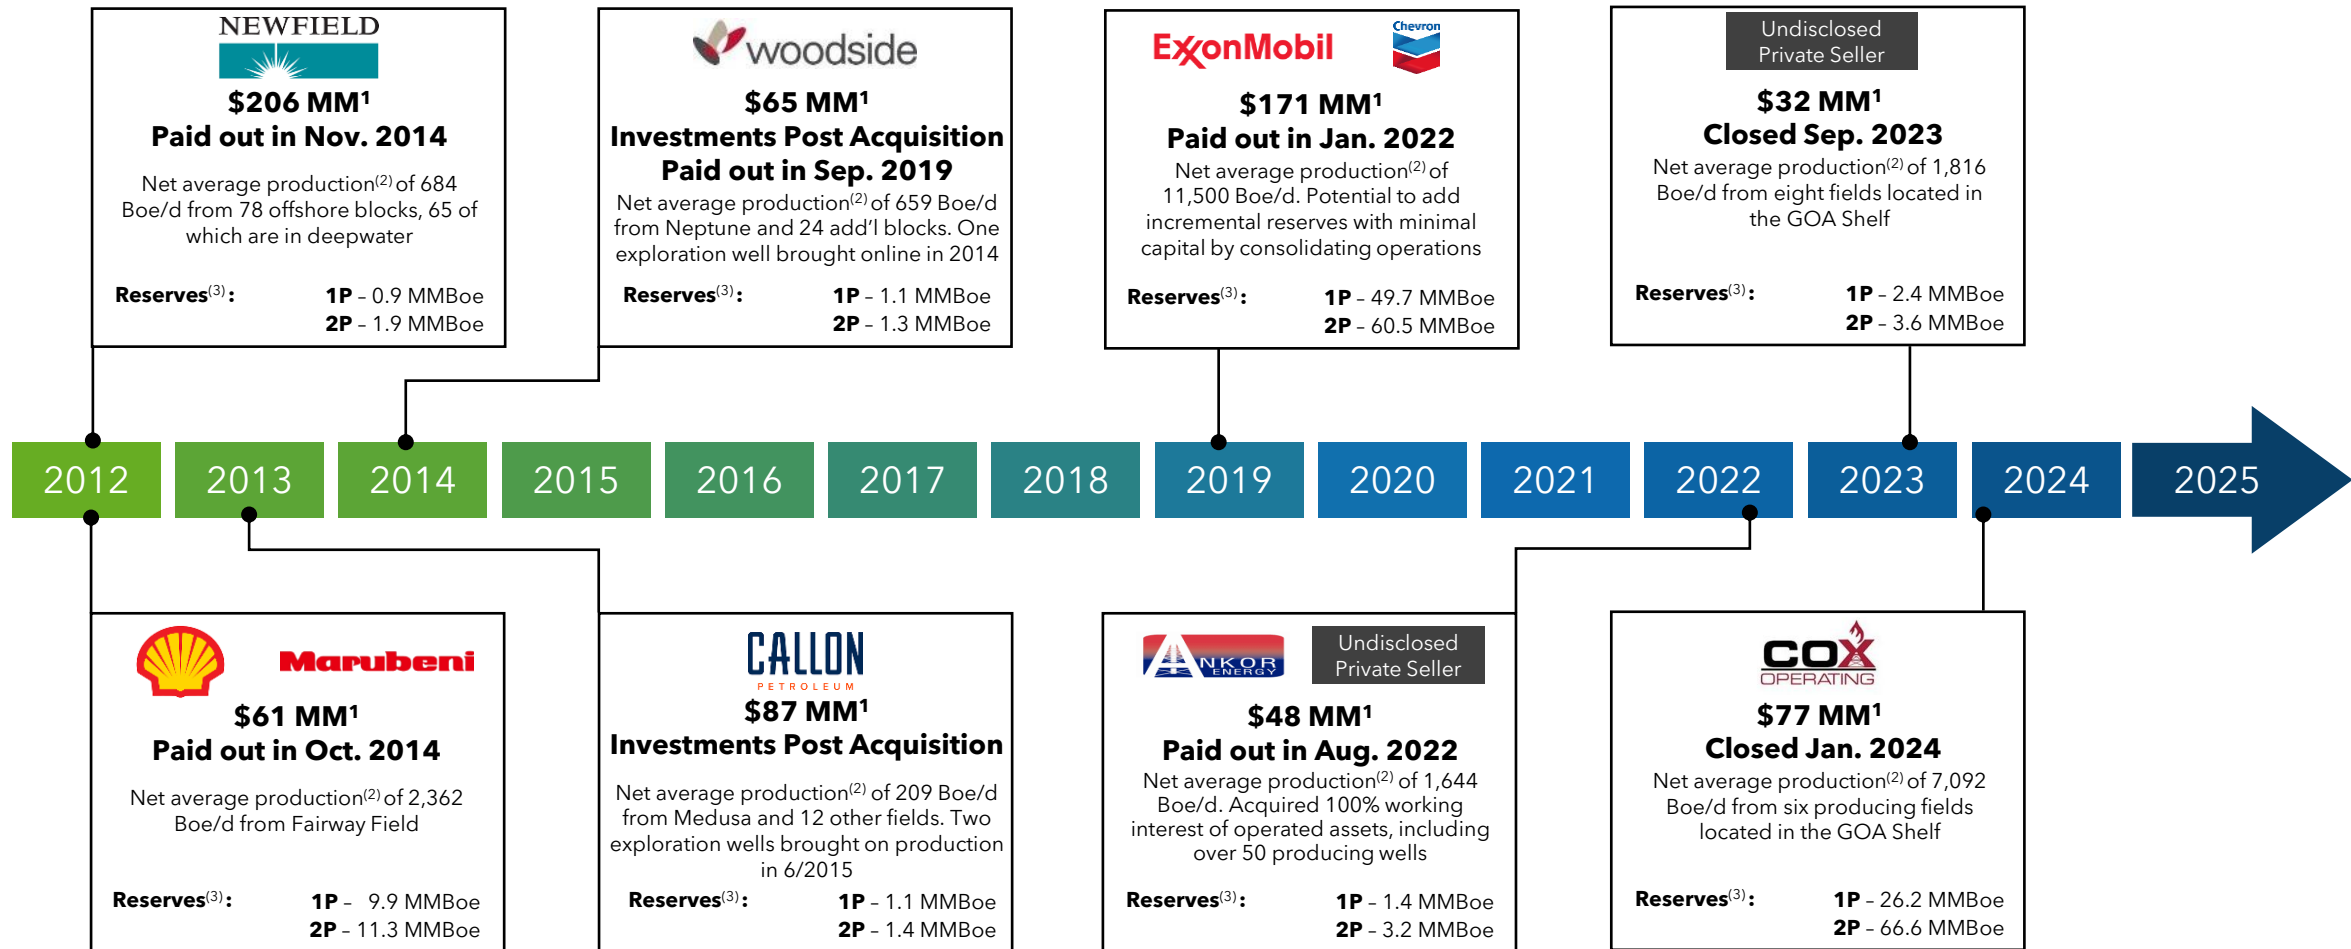 NEWFIELD
$206 MM¹
Paid out in Nov. 2014
Net average production⁽²⁾ of 684
Boe/d from 78 offshore blocks, 65 of
which are in deepwater
Reserves⁽³⁾: 1P – 0.9 MMBoe
2P – 1.9 MMBoe
woodside
$65 MM¹
Investments Post Acquisition
Paid out in Sep. 2019
Net average production⁽²⁾ of 659 Boe/d
from Neptune and 24 add'l blocks. One
exploration well brought online in 2014
Reserves⁽³⁾: 1P – 1.1 MMBoe
2P – 1.3 MMBoe
ExxonMobil
Chevron
$171 MM¹
Paid out in Jan. 2022
Net average production⁽²⁾ of
11,500 Boe/d. Potential to add
incremental reserves with minimal
capital by consolidating operations
Reserves⁽³⁾: 1P – 49.7 MMBoe
2P – 60.5 MMBoe
Undisclosed
Private Seller
$32 MM¹
Closed Sep. 2023
Net average production⁽²⁾ of 1,816
Boe/d from eight fields located in
the GOA Shelf
Reserves⁽³⁾: 1P – 2.4 MMBoe
2P – 3.6 MMBoe
2012 2013 2014 2015 2016 2017 2018 2019 2020 2021 2022 2023 2024 2025
Marubeni
$61 MM¹
Paid out in Oct. 2014
Net average production⁽²⁾ of 2,362
Boe/d from Fairway Field
Reserves⁽³⁾: 1P – 9.9 MMBoe
2P – 11.3 MMBoe
CALLON
PETROLEUM
$87 MM¹
Investments Post Acquisition
Net average production⁽²⁾ of 209 Boe/d
from Medusa and 12 other fields. Two
exploration wells brought on production
in 6/2015
Reserves⁽³⁾: 1P – 1.1 MMBoe
2P – 1.4 MMBoe
ANKOR
ENERGY
Undisclosed
Private Seller
$48 MM¹
Paid out in Aug. 2022
Net average production⁽²⁾ of 1,644
Boe/d. Acquired 100% working
interest of operated assets, including
over 50 producing wells
Reserves⁽³⁾: 1P – 1.4 MMBoe
2P – 3.2 MMBoe
COX
OPERATING
$77 MM¹
Closed Jan. 2024
Net average production⁽²⁾ of 7,092
Boe/d from six producing fields
located in the GOA Shelf
Reserves⁽³⁾: 1P – 26.2 MMBoe
2P – 66.6 MMBoe